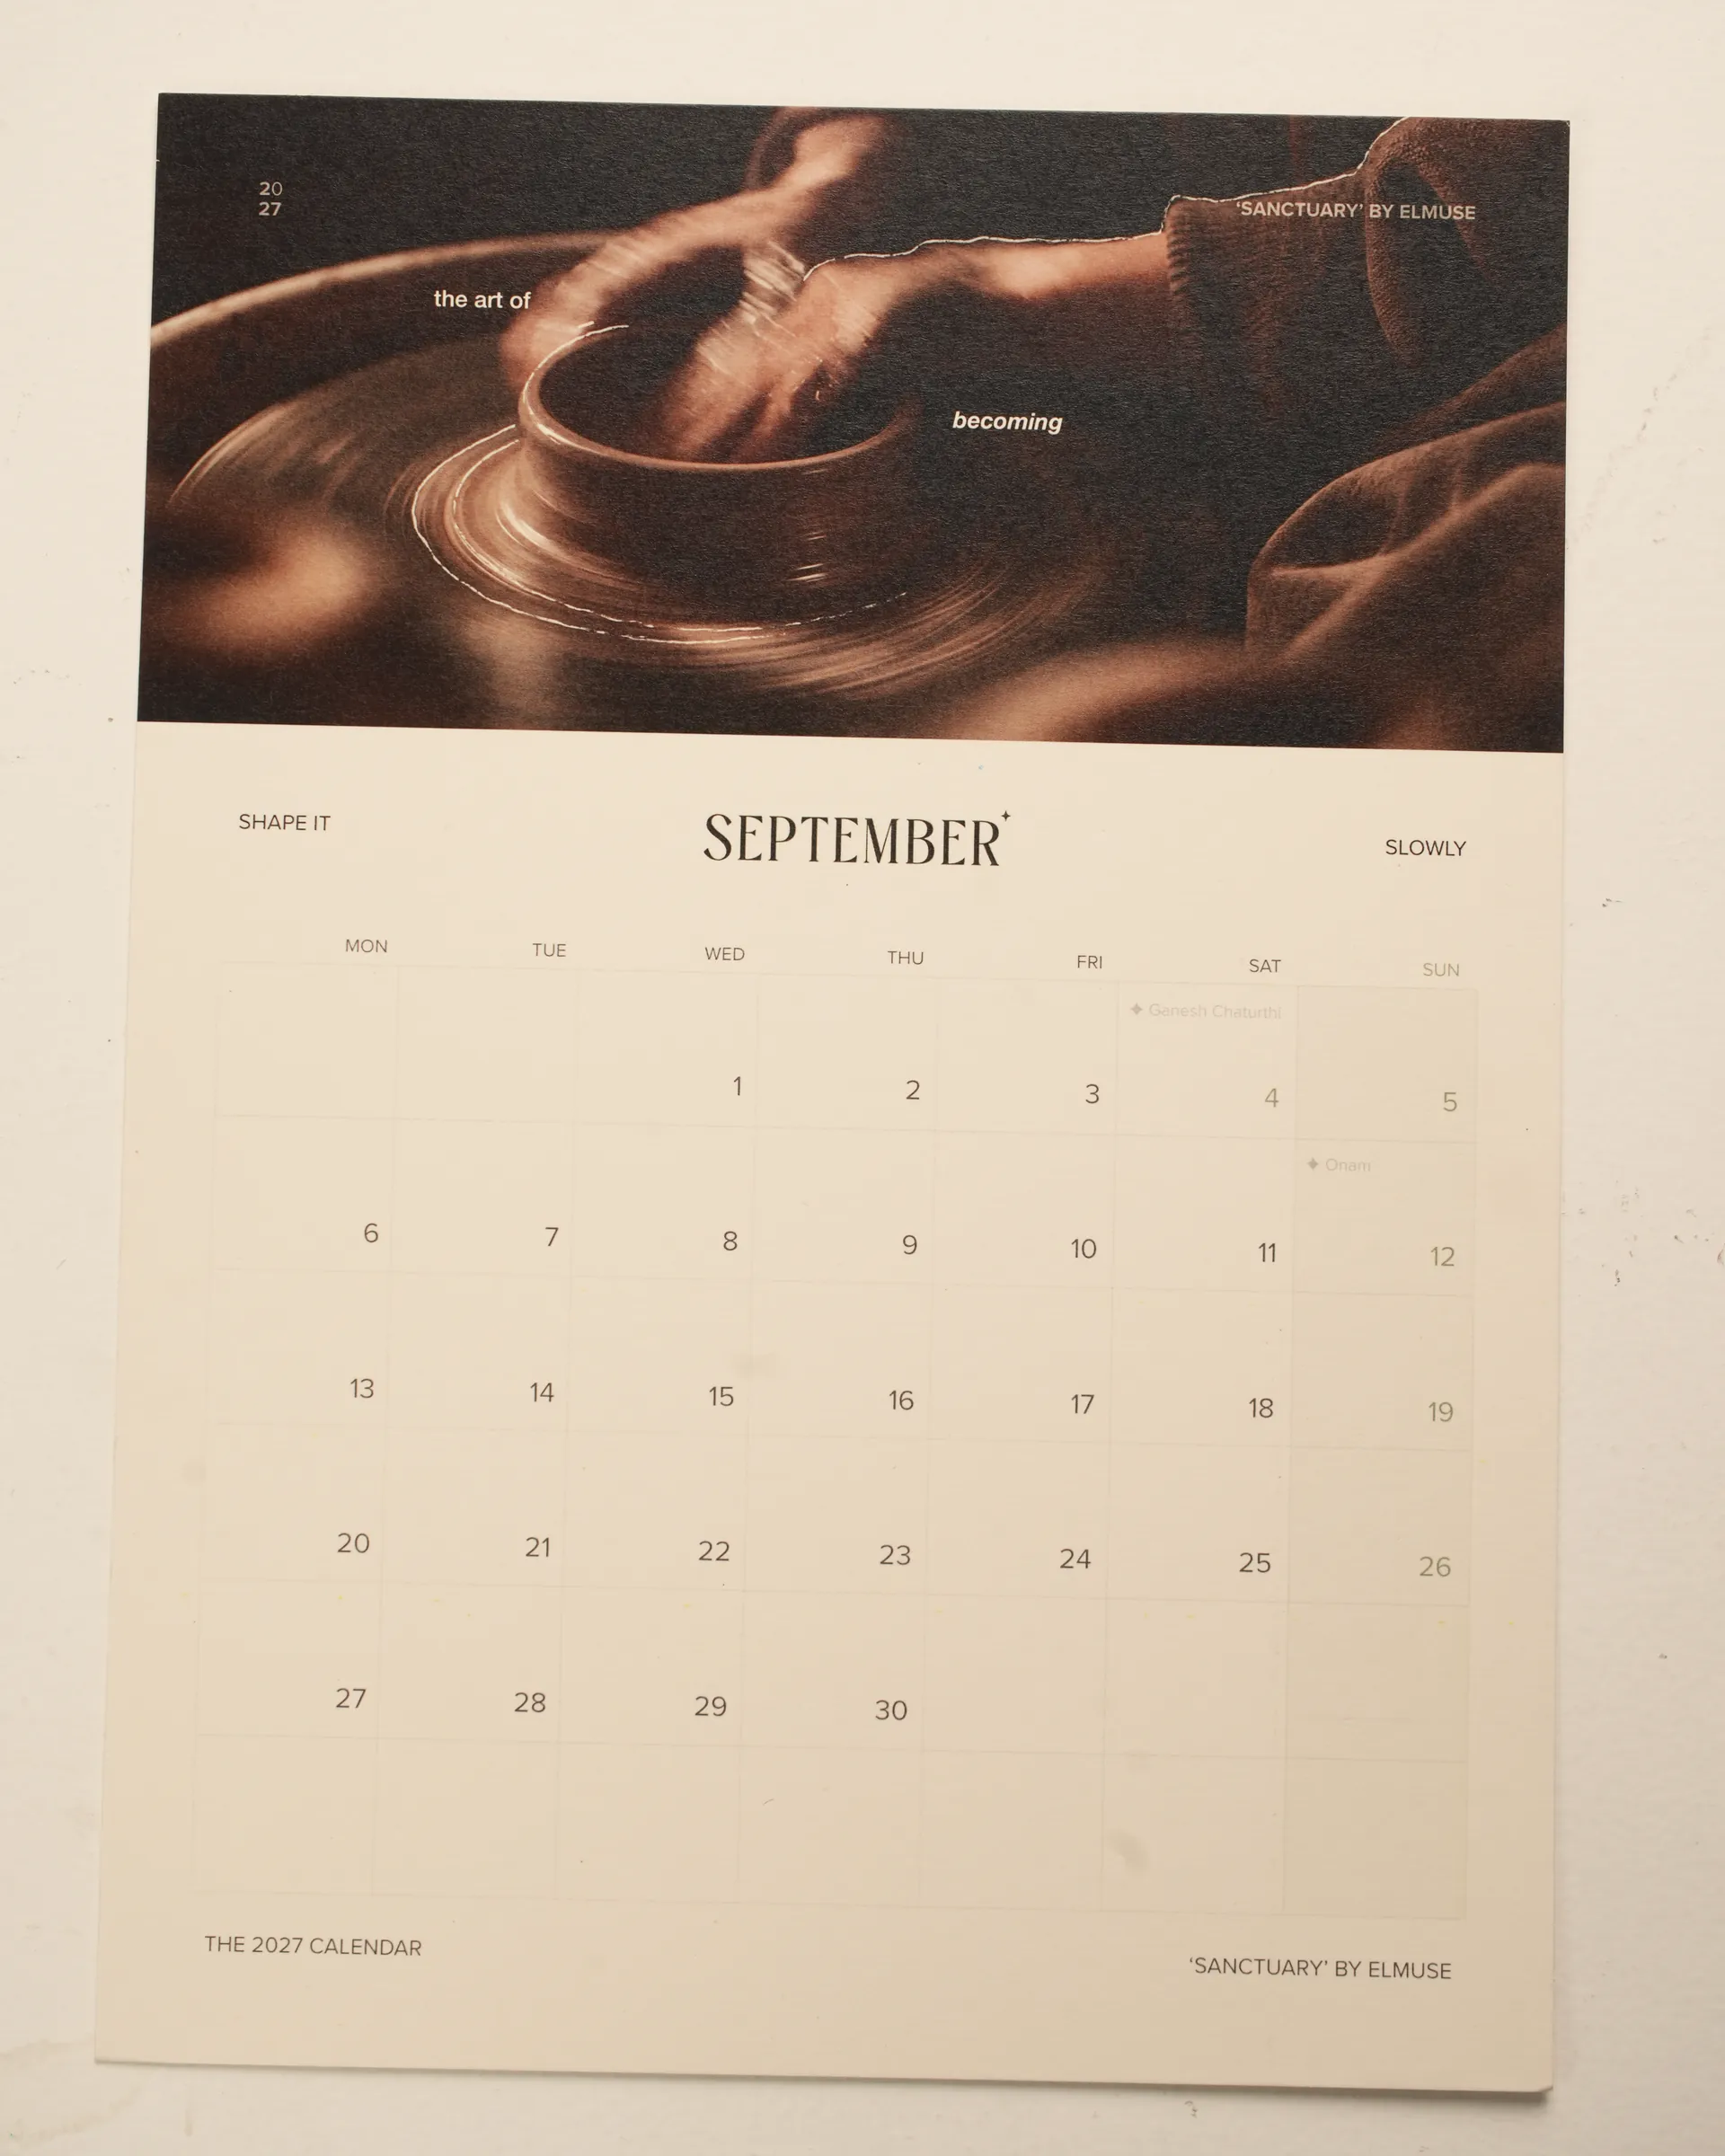 20
27
'SANCTUARY' BY ELMUSE
the art of
becoming
SHAPE IT
SEPTEMBER
SLOWLY
MON TUE WED THU FRI SAT SUN
Ganesh Chaturthi
1 2 3 4 5
Onam
6 7 8 9 10 11 12
13 14 15 16 17 18 19
20 21 22 23 24 25 26
27 28 29 30
THE 2027 CALENDAR
'SANCTUARY' BY ELMUSE